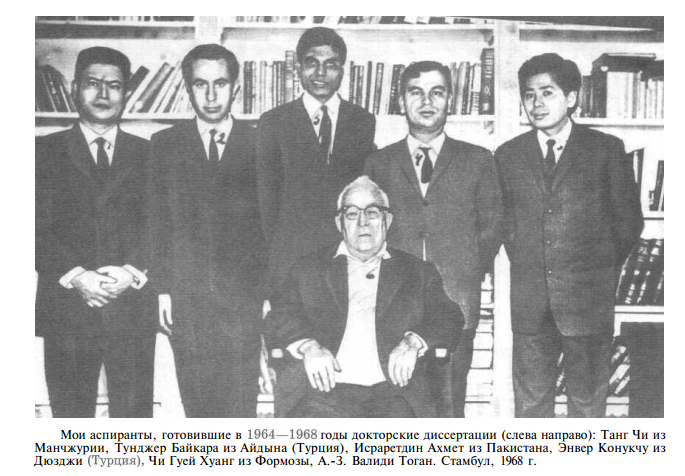 Мои аспиранты, готовившие в 1964—1968 годы докторские диссертации (слева направо): Танг Чи из
Манчжурии, Тунджер Байкара из Айдына (Турция), Исраретдин Ахмет из Пакистана, Энвер Конукчу из
Дюзджи (Турция), Чи Гуей Хуанг из Формозы, А.-З. Валиди Тоган. Стамбул, 1968 г.